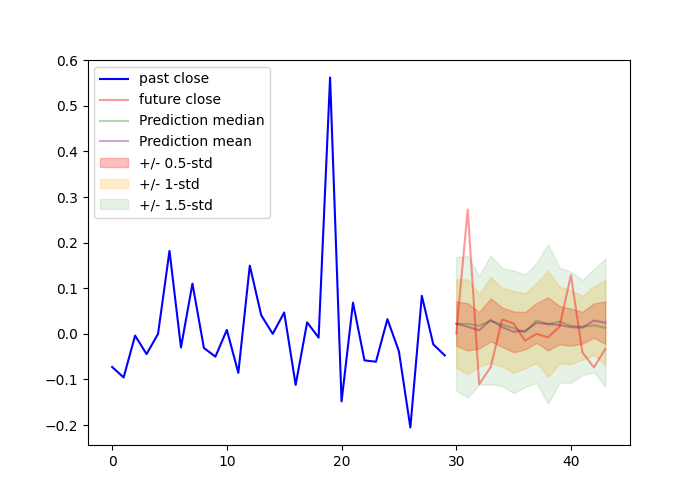 0.6
0.5
0.4
0.3
0.2
0.1
0.0
−0.1
−0.2
0 10 20 30 40
past close
future close
Prediction median
Prediction mean
+/- 0.5-std
+/- 1-std
+/- 1.5-std